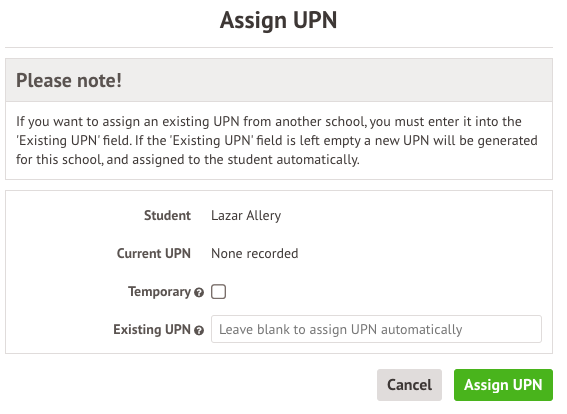 Assign UPN
Please note!
If you want to assign an existing UPN from another school, you must enter it into the
'Existing UPN' field. If the 'Existing UPN' field is left empty a new UPN will be generated
for this school, and assigned to the student automatically.
Student Lazar Allery
Current UPN None recorded
Temporary ?
Existing UPN ? Leave blank to assign UPN automatically
Cancel Assign UPN